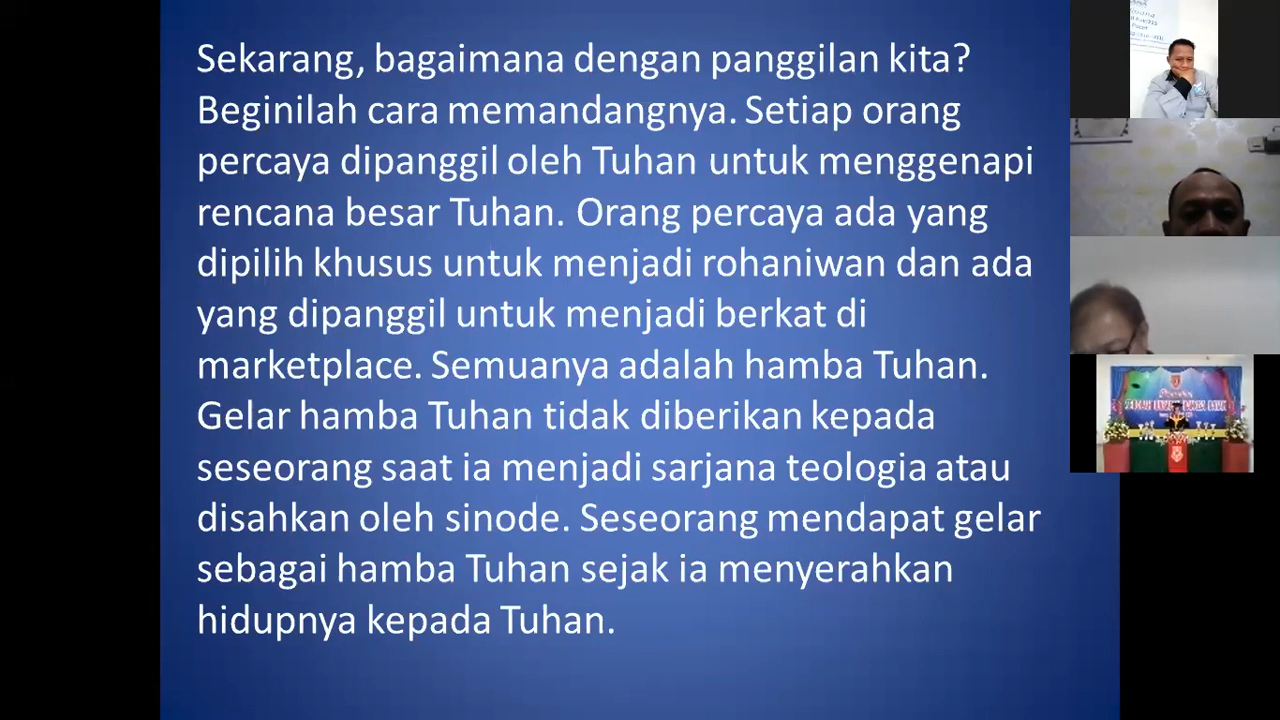 Sekarang, bagaimana dengan panggilan kita?
Beginilah cara memandangnya. Setiap orang
percaya dipanggil oleh Tuhan untuk menggenapi
rencana besar Tuhan. Orang percaya ada yang
dipilih khusus untuk menjadi rohaniwan dan ada
yang dipanggil untuk menjadi berkat di
marketplace. Semuanya adalah hamba Tuhan.
Gelar hamba Tuhan tidak diberikan kepada
seseorang saat ia menjadi sarjana teologia atau
disahkan oleh sinode. Seseorang mendapat gelar
sebagai hamba Tuhan sejak ia menyerahkan
hidupnya kepada Tuhan.